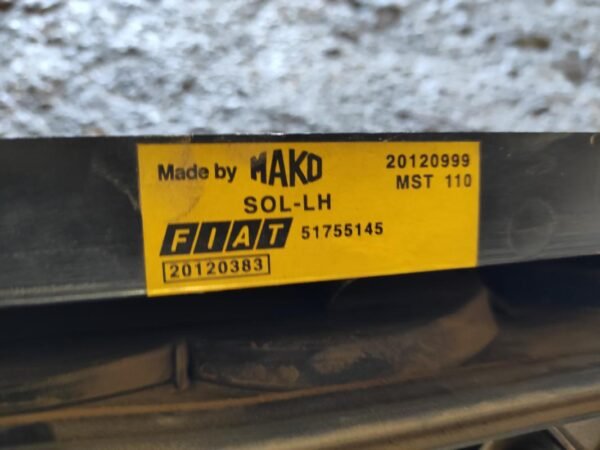 Made by MAKO 20120999
MST 110
SOL-LH
FIAT 51755145
20120383